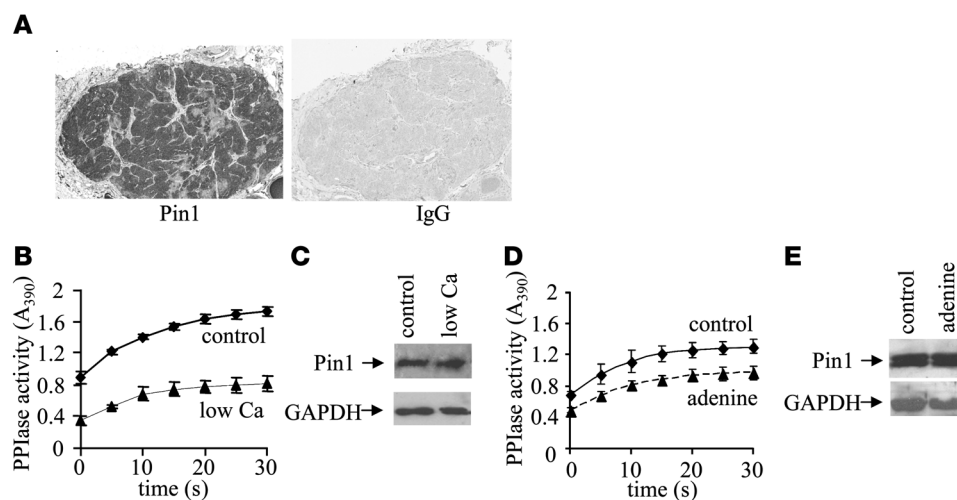 A
Pin1
IgG
B
PPIase activity (A390)
2
1.6
1.2
0.8
0.4
0
control
low Ca
0
10
20
30
time (s)
C
control
low Ca
Pin1
GAPDH
D
PPIase activity (A390)
2
1.6
1.2
0.8
0.4
0
control
adenine
0
10
20
30
time (s)
E
control
adenine
Pin1
GAPDH